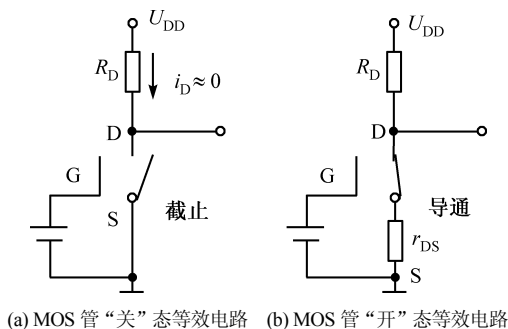 U_DD
R_D
i_D≈0
D
G
S
截止
U_DD
R_D
D
G
导通
r_DS
S
(a) MOS 管“关”态等效电路
(b) MOS 管“开”态等效电路